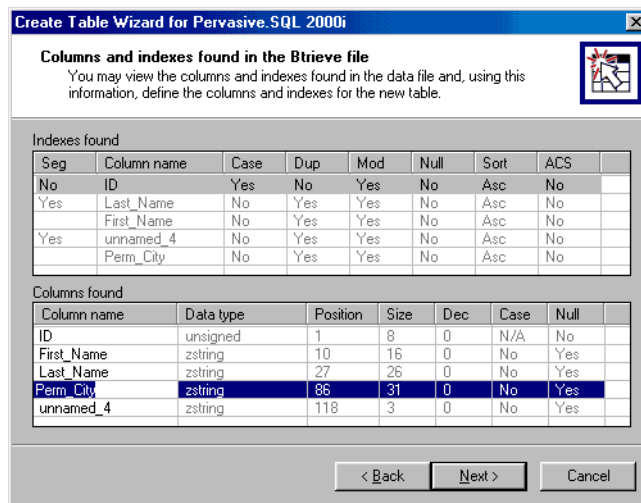 Create Table Wizard for Pervasive.SQL 2000i
Columns and indexes found in the Btrieve file
You may view the columns and indexes found in the data file and, using this
information, define the columns and indexes for the new table.
Indexes found
Seg Column name Case Dup Mod Null Sort ACS
No ID Yes No Yes No Asc No
Yes Last_Name No Yes Yes No Asc No
First_Name No Yes Yes No Asc No
Yes unnamed_4 No Yes Yes No Asc No
Perm_City No Yes Yes No Asc No
Columns found
Column name Data type Position Size Dec Case Null
ID unsigned 1 8 0 N/A No
First_Name zstring 10 16 0 No Yes
Last_Name zstring 27 26 0 No Yes
Perm_City zstring 86 31 0 No Yes
unnamed_4 zstring 118 3 0 No Yes
< Back Next > Cancel